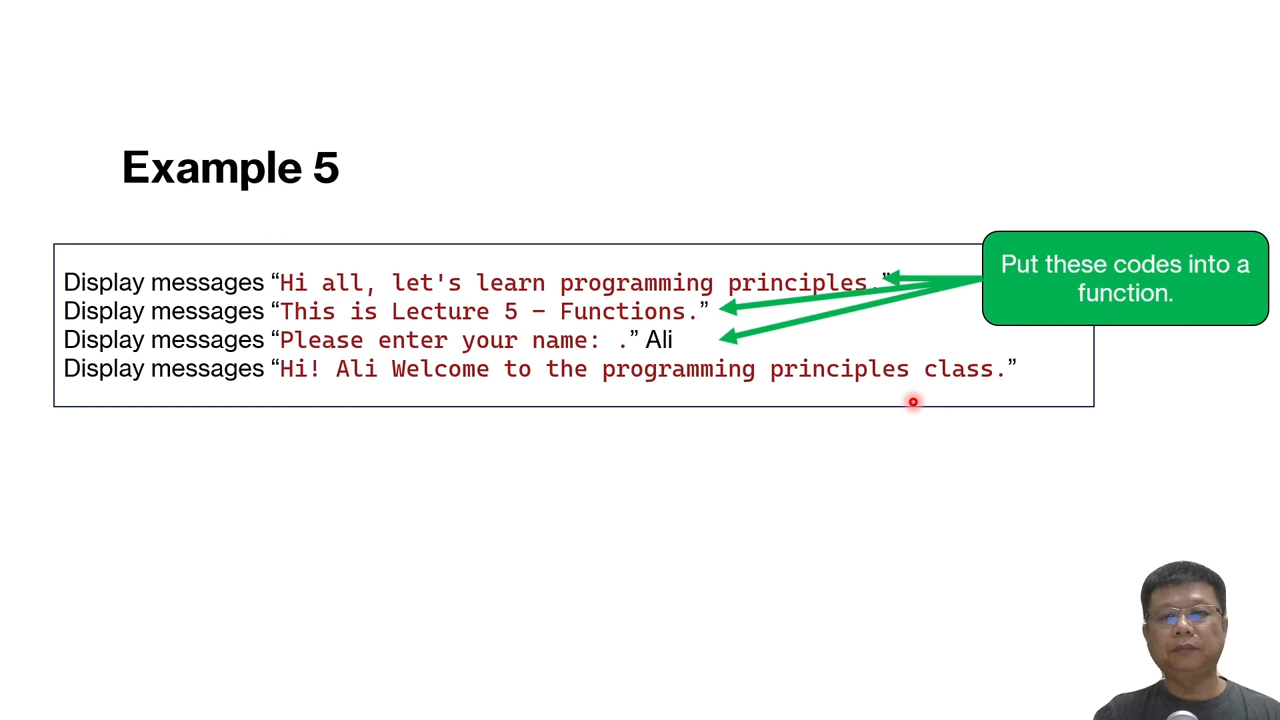 Example 5
Display messages “Hi all, let's learn programming principles.”
Display messages “This is Lecture 5 – Functions.”
Display messages “Please enter your name: .” Ali
Display messages “Hi! Ali Welcome to the programming principles class.”
Put these codes into a
function.